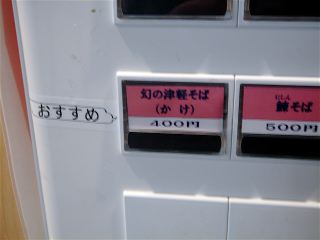 おすすめ
幻の津軽そば
(かけ)
400円
にしん
鰊そば
500円